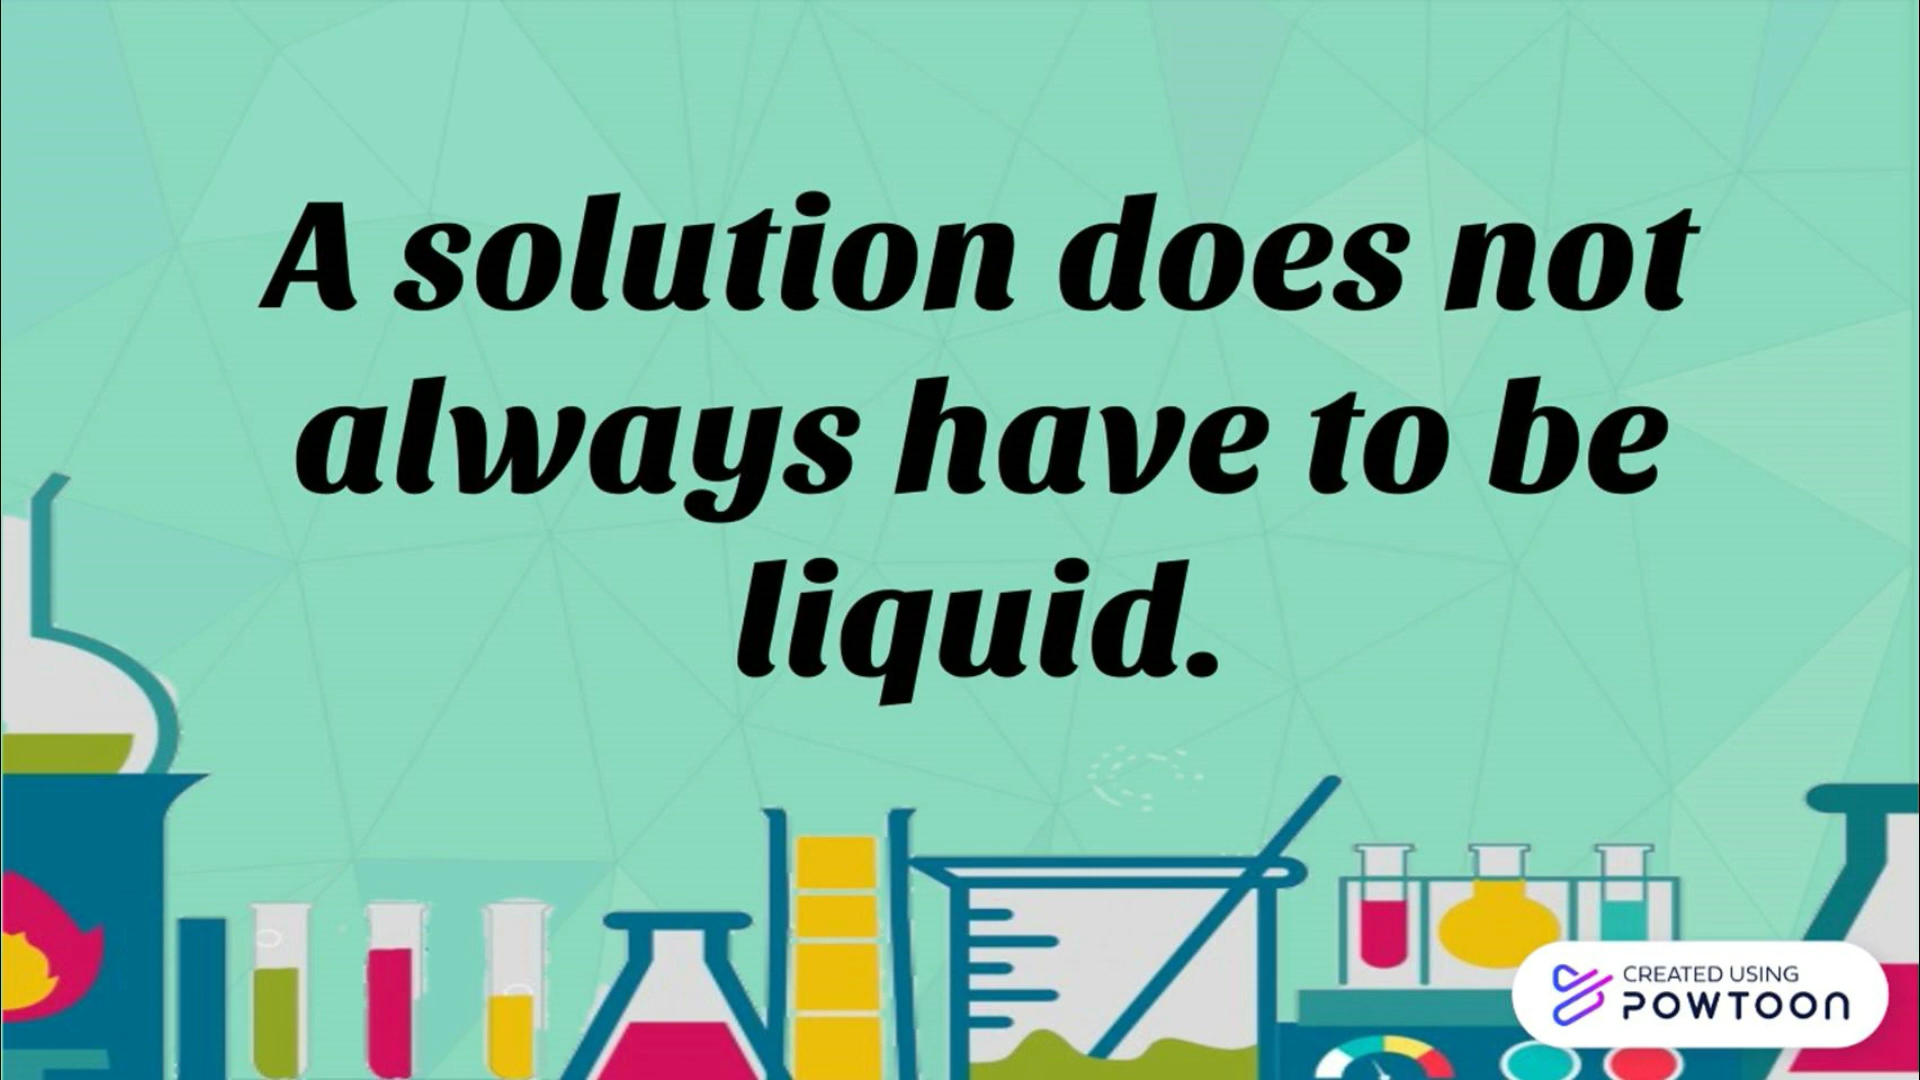 A solution does not
always have to be
liquid.
CREATED USING
POWTOON